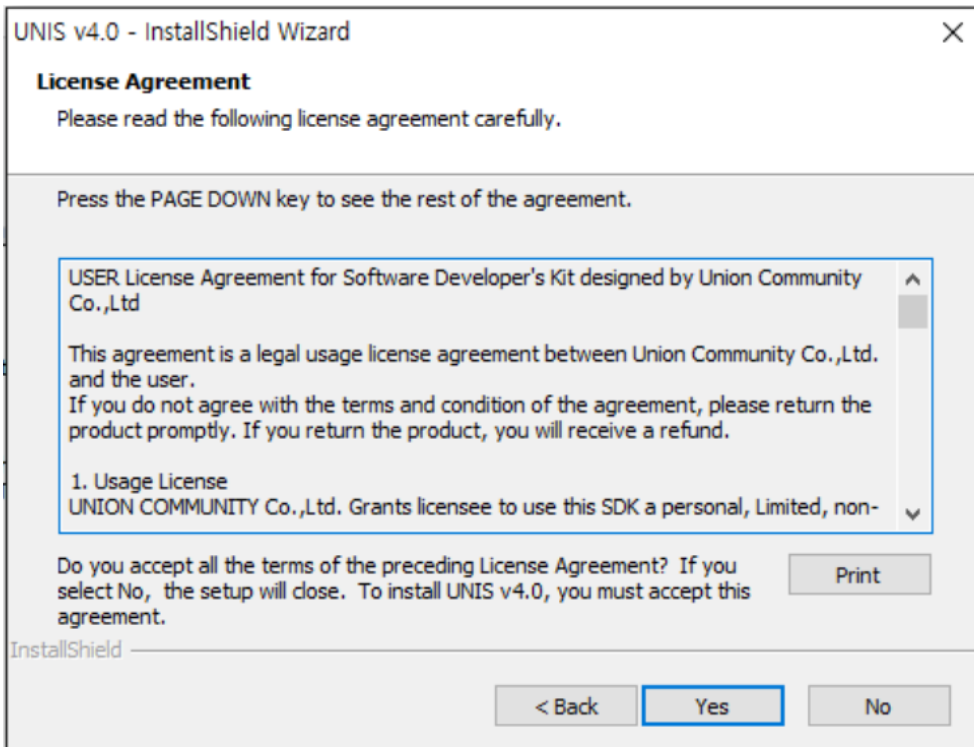 UNIS v4.0 - InstallShield Wizard
License Agreement
Please read the following license agreement carefully.
Press the PAGE DOWN key to see the rest of the agreement.
USER License Agreement for Software Developer's Kit designed by Union Community
Co.,Ltd
This agreement is a legal usage license agreement between Union Community Co.,Ltd.
and the user.
If you do not agree with the terms and condition of the agreement, please return the
product promptly. If you return the product, you will receive a refund.
1. Usage License
UNION COMMUNITY Co.,Ltd. Grants licensee to use this SDK a personal, Limited, non-
Do you accept all the terms of the preceding License Agreement?  If you
select No,  the setup will close.  To install UNIS v4.0, you must accept this
agreement.
Print
InstallShield
< Back
Yes
No